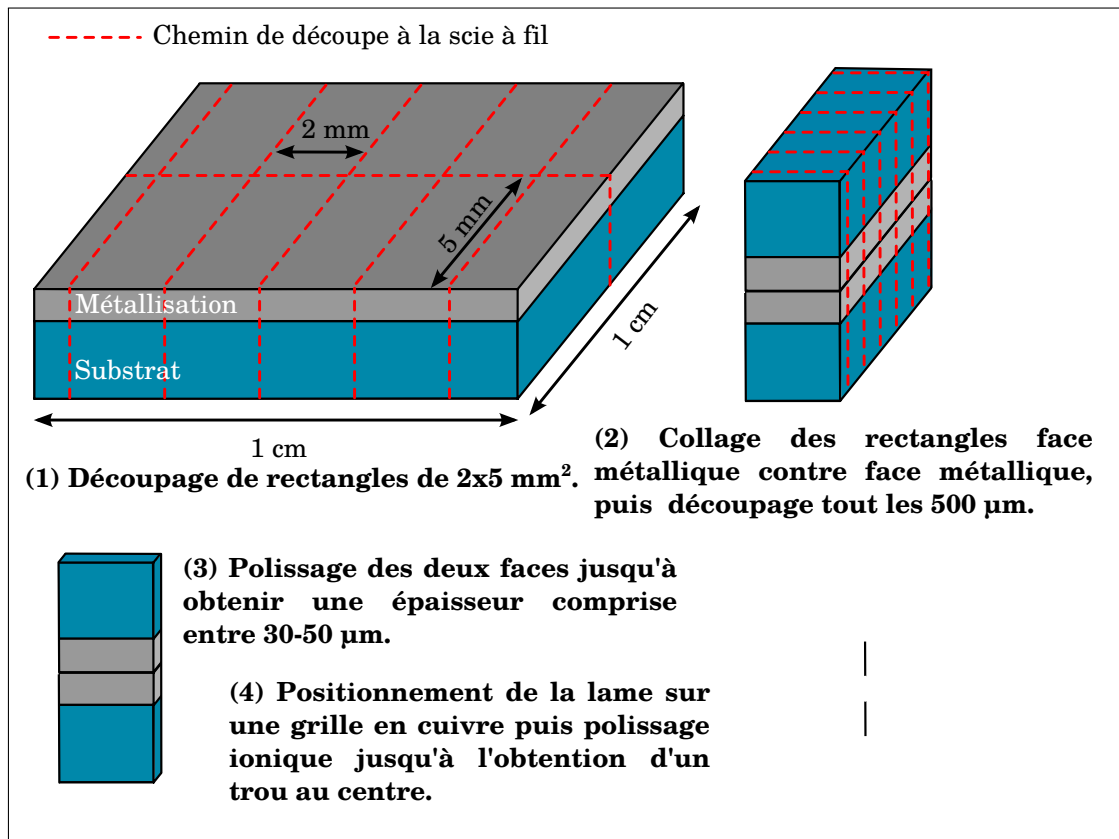 Chemin de découpe à la scie à fil
2 mm
5 mm
Métallisation
Substrat
1 cm
1 cm
(1) Découpage de rectangles de 2x5 mm².
(2) Collage des rectangles face
métallique contre face métallique,
puis découpage tout les 500 µm.
(3) Polissage des deux faces jusqu'à
obtenir une épaisseur comprise
entre 30-50 µm.
(4) Positionnement de la lame sur
une grille en cuivre puis polissage
ionique jusqu'à l'obtention d'un
trou au centre.